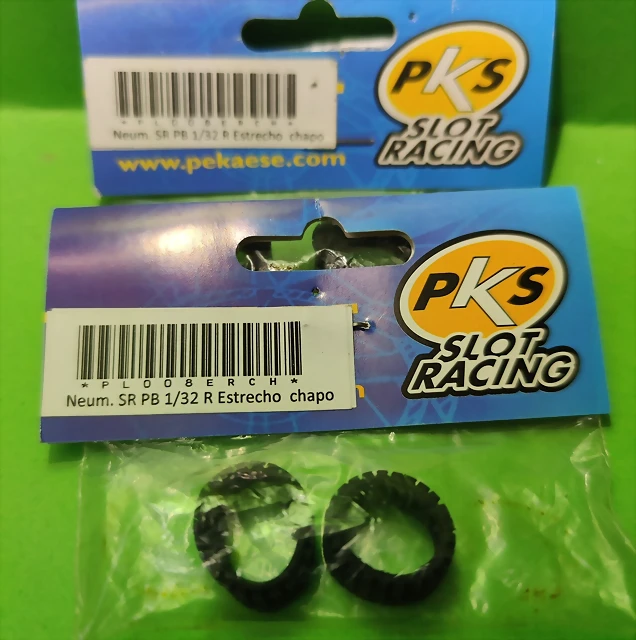 PKS
SLOT
RACING
*PL008ERCH*
Neum. SR PB 1/32 R Estrecho chapo
www.pekaese.com
PKS
SLOT
RACING
*PL008ERCH*
Neum. SR PB 1/32 R Estrecho chapo